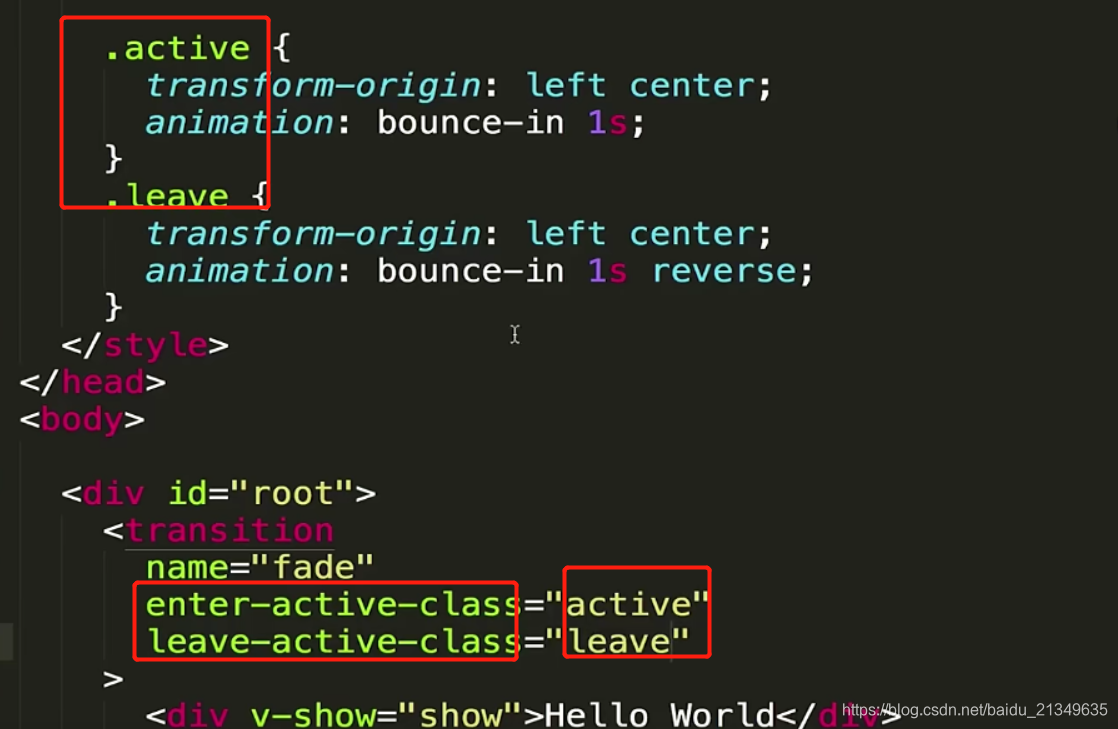 .active {
transform-origin: left center;
animation: bounce-in 1s;
}
.leave {
transform-origin: left center;
animation: bounce-in 1s reverse;
}
</style>
</head>
<body>
<div id="root">
<transition
name="fade"
enter-active-class="active"
leave-active-class="leave"
>
<div v-show="show">Hello World</div>
https://blog.csdn.net/baidu_21349635